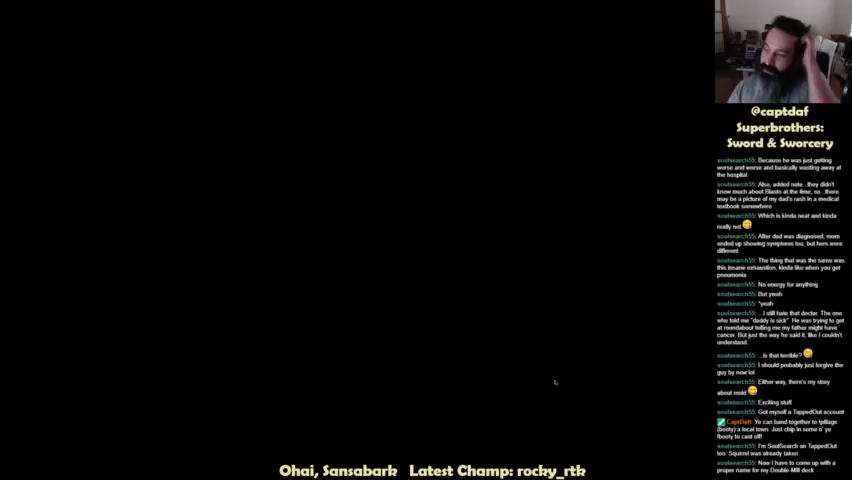 @captdaf
Superbrothers:
Sword & Sworcery
soulsearch55: Because he was just getting
worse and worse and basically wasting away at
the hospital
soulsearch55: Also, added note...they didn't
know much about Blasto at the time, so...there
may be a picture of my dad's rash in a medical
textbook somewhere
soulsearch55: Which is kinda neat and kinda
really not
soulsearch55: After dad was diagnosed, mom
ended up showing symptoms too, but hers were
different
soulsearch55: The thing that was the same was
this insane exhaustion, kinda like when you get
pneumonia
soulsearch55: No energy for anything
soulsearch55: But ywah
soulsearch55: *yeah
soulsearch55: ...I still hate that doctor. The one
who told me "daddy is sick" He was trying to get
at roundabout telling me my father might have
cancer. But just the way he said it, like I couldn't
understand.
soulsearch55: ...is that terrible?
soulsearch55: I should probably just forgive the
guy by now lol
soulsearch55: Either way, there's my story
about mold
soulsearch55: Exciting stuff
soulsearch55: Got myself a TappedOut account
CaptDaft: Ye can band together to !pillage
(booty) a local town. Just chip in some o' ye
!booty to cast off!
soulsearch55: I'm SoulSearch on TappedOut
too. Squirrel was already taken
soulsearch55: Now I have to come up with a
proper name for my Double-Mill deck
Ohai, Sansabark Latest Champ: rocky_rtk